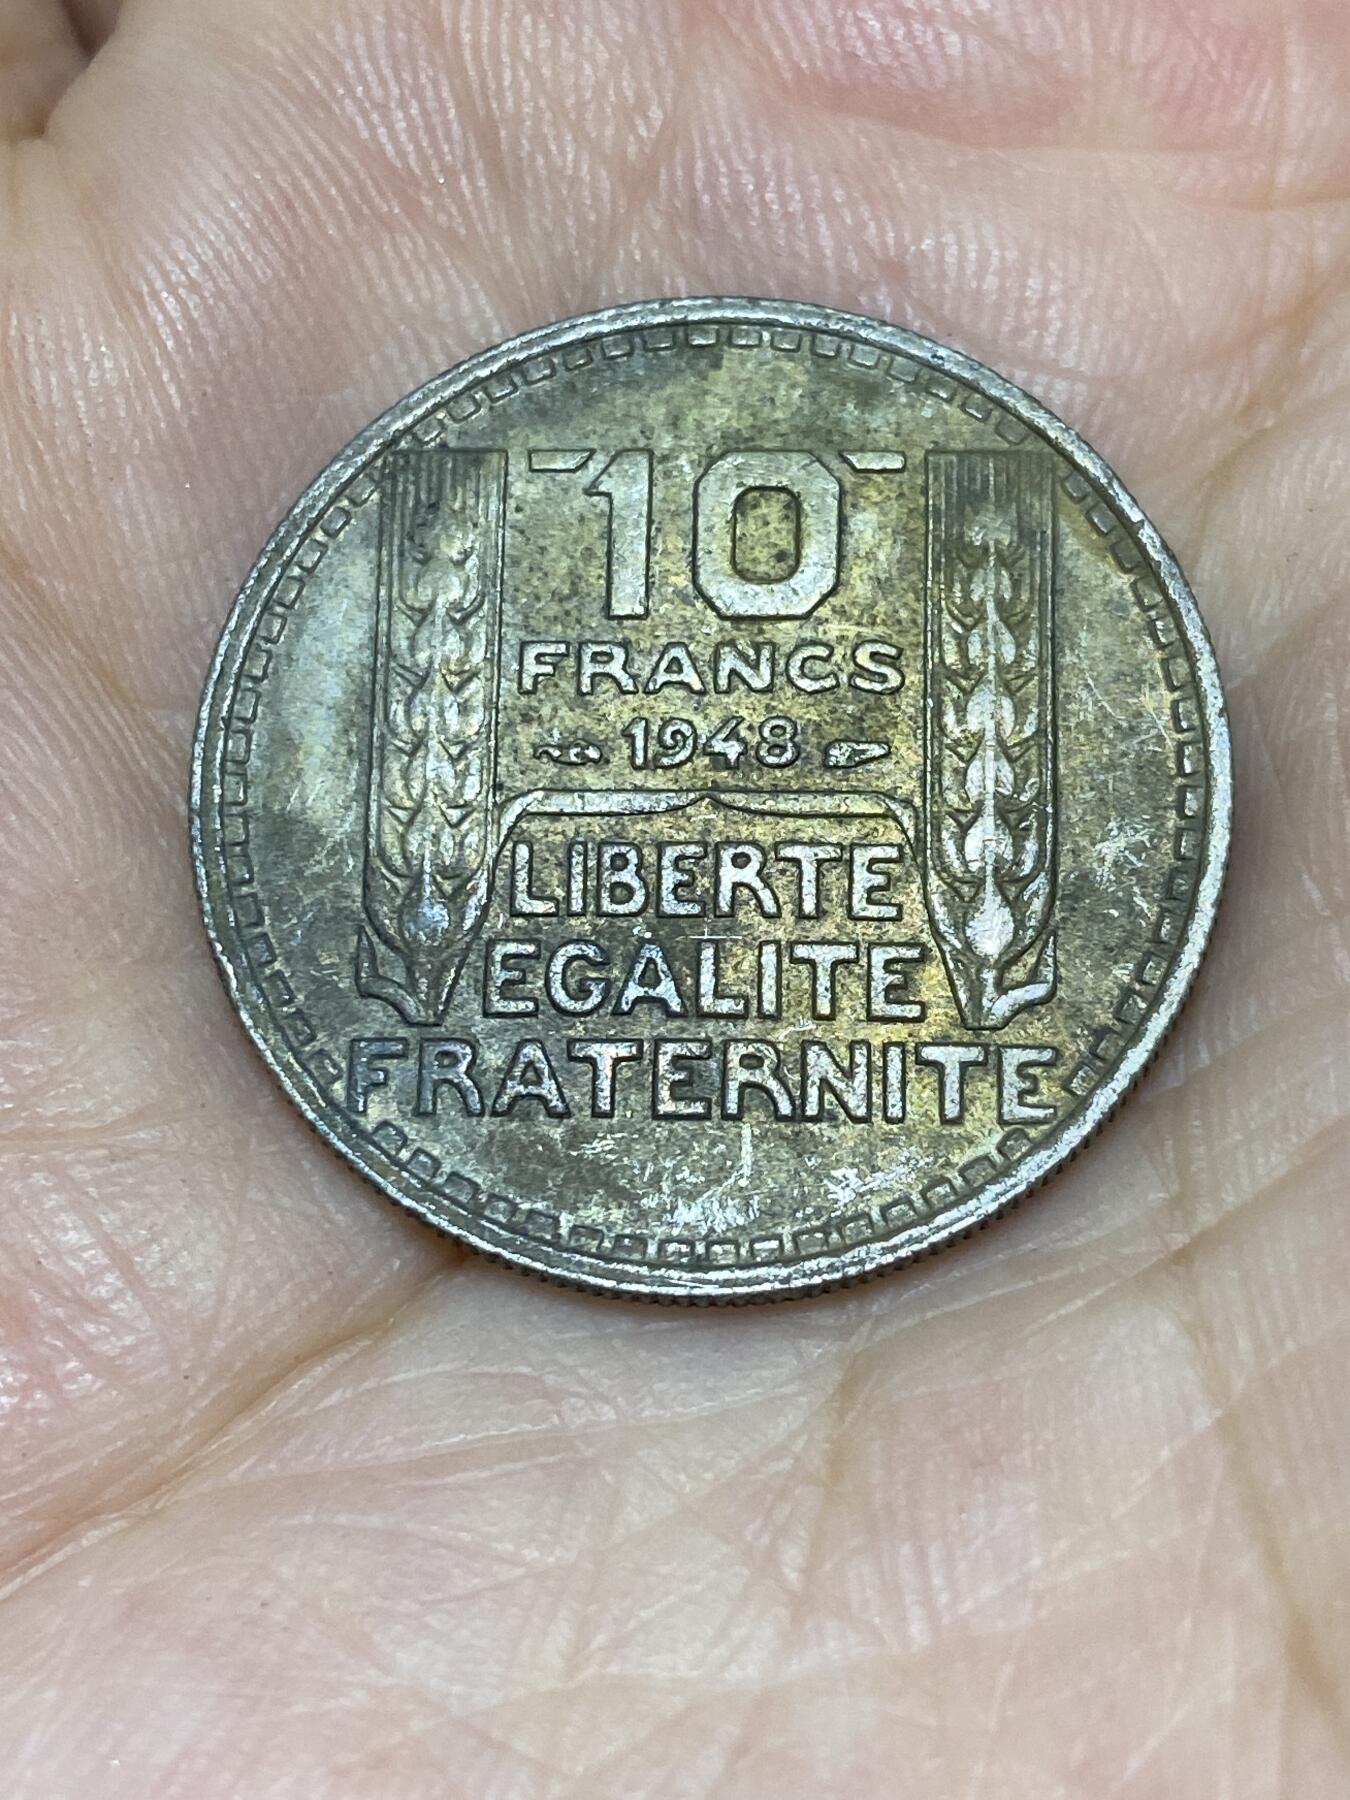 10
FRANCS
1948
LIBERTE
EGALITE
FRATERNITE